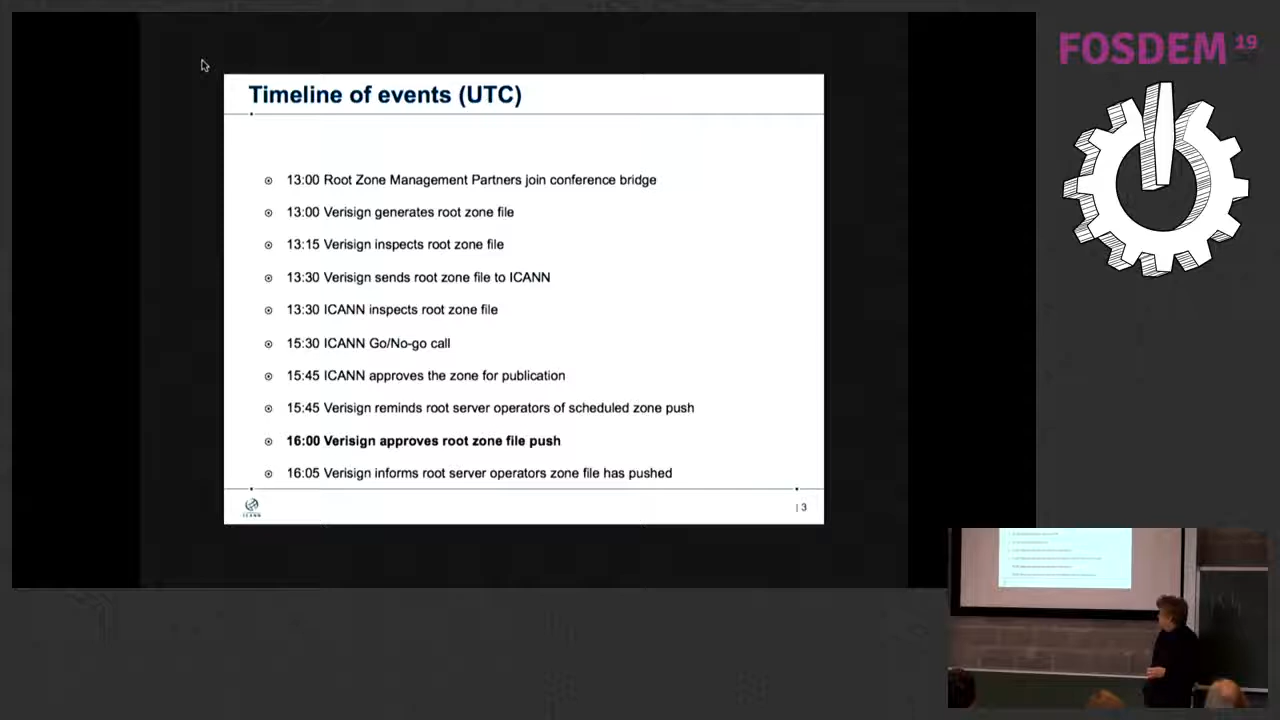 FOSDEM 19
Timeline of events (UTC)
13:00 Root Zone Management Partners join conference bridge
13:00 Verisign generates root zone file
13:15 Verisign inspects root zone file
13:30 Verisign sends root zone file to ICANN
13:30 ICANN inspects root zone file
15:30 ICANN Go/No-go call
15:45 ICANN approves the zone for publication
15:45 Verisign reminds root server operators of scheduled zone push
16:00 Verisign approves root zone file push
16:05 Verisign informs root server operators zone file has pushed
ICANN
| 3